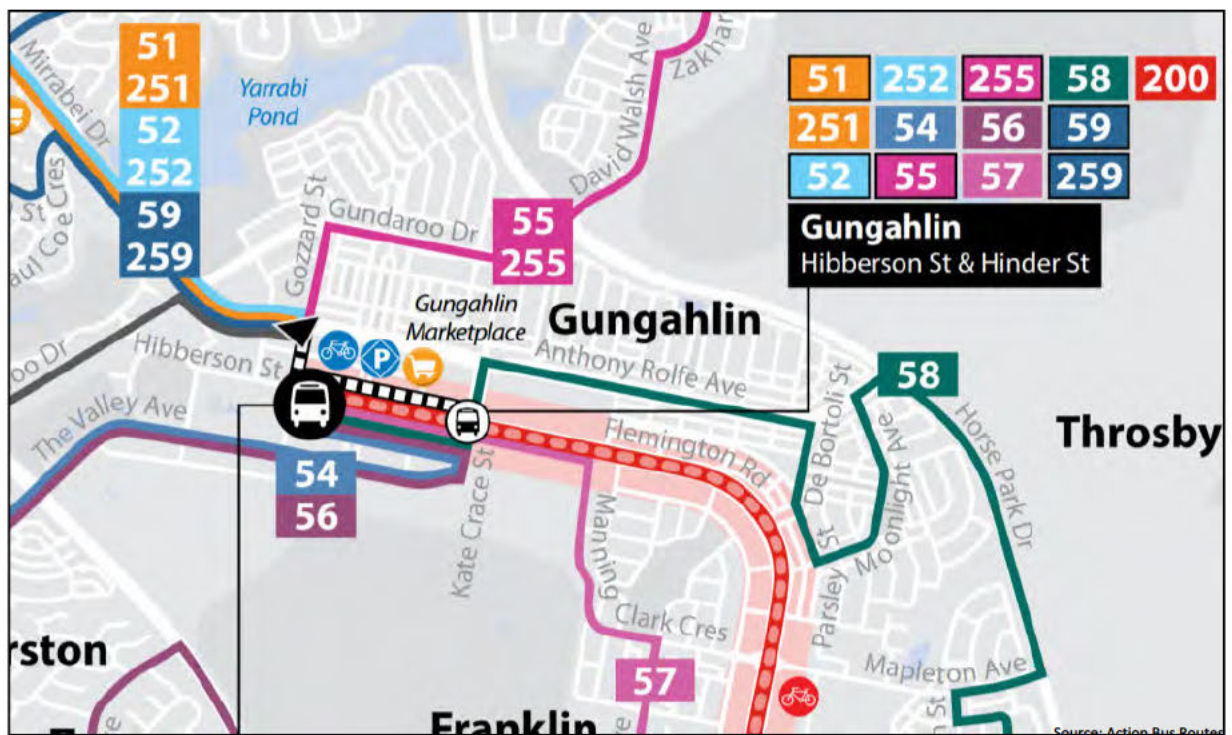 51
251
52
252
59
259
Mirrabei Dr
Yarrabi
Pond
David Walsh Ave
Zakhar
51 252 255 58 200
251 54 56 59
52 55 57 259
Gungahlin
Hibberson St & Hinder St
St
aul Coe Cres
Gozzard St
Gundaroo Dr
55
255
Gungahlin
Marketplace
Gungahlin
oo Dr
Hibberson St
P
Anthony Rolfe Ave
58
The Valley Ave
Flemington Rd
De Bortoli St
Moonlight Ave
Horse Park Dr
Throsby
54
56
Kate Crace St
Manning
Parsley St
Clark Cres
Mapleton Ave
rston
57
Franklin
n St
Source: Action Bus Routes